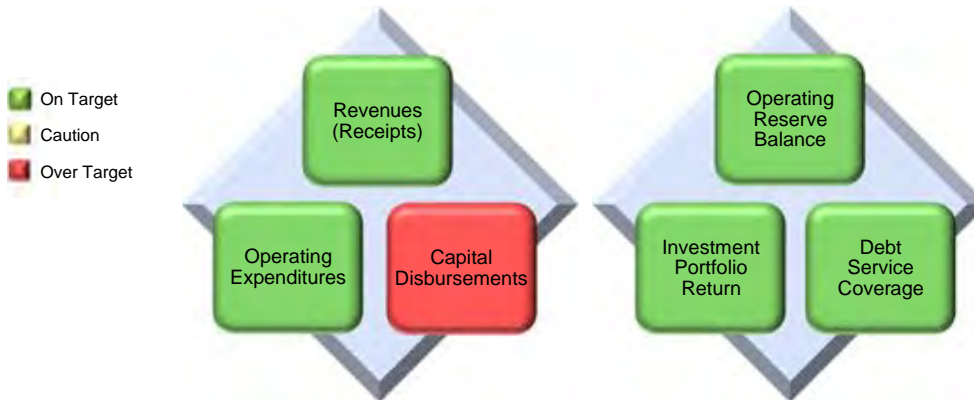 On Target
Caution
Over Target
Revenues
(Receipts)
Operating
Expenditures
Capital
Disbursements
Operating
Reserve
Balance
Investment
Portfolio
Return
Debt
Service
Coverage